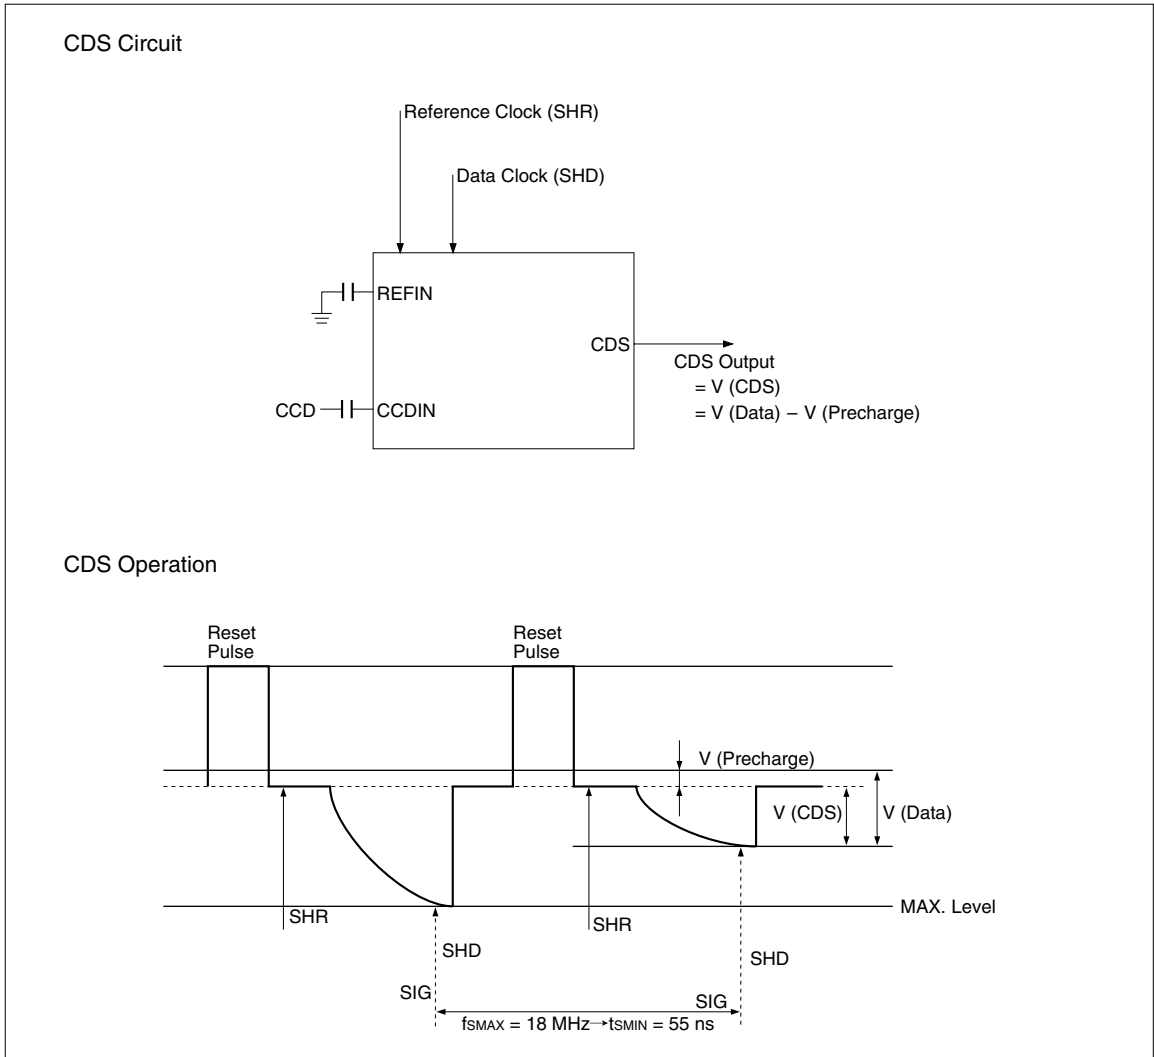 CDS Circuit
Reference Clock (SHR)
Data Clock (SHD)
REFIN
CDS
CDS Output
= V (CDS)
= V (Data) – V (Precharge)
CCD
CCDIN
CDS Operation
Reset
Pulse
Reset
Pulse
V (Precharge)
V (CDS)
V (Data)
MAX. Level
SHR
SHR
SHD
SHD
SIG
SIG
fSMAX = 18 MHz→tSMIN = 55 ns